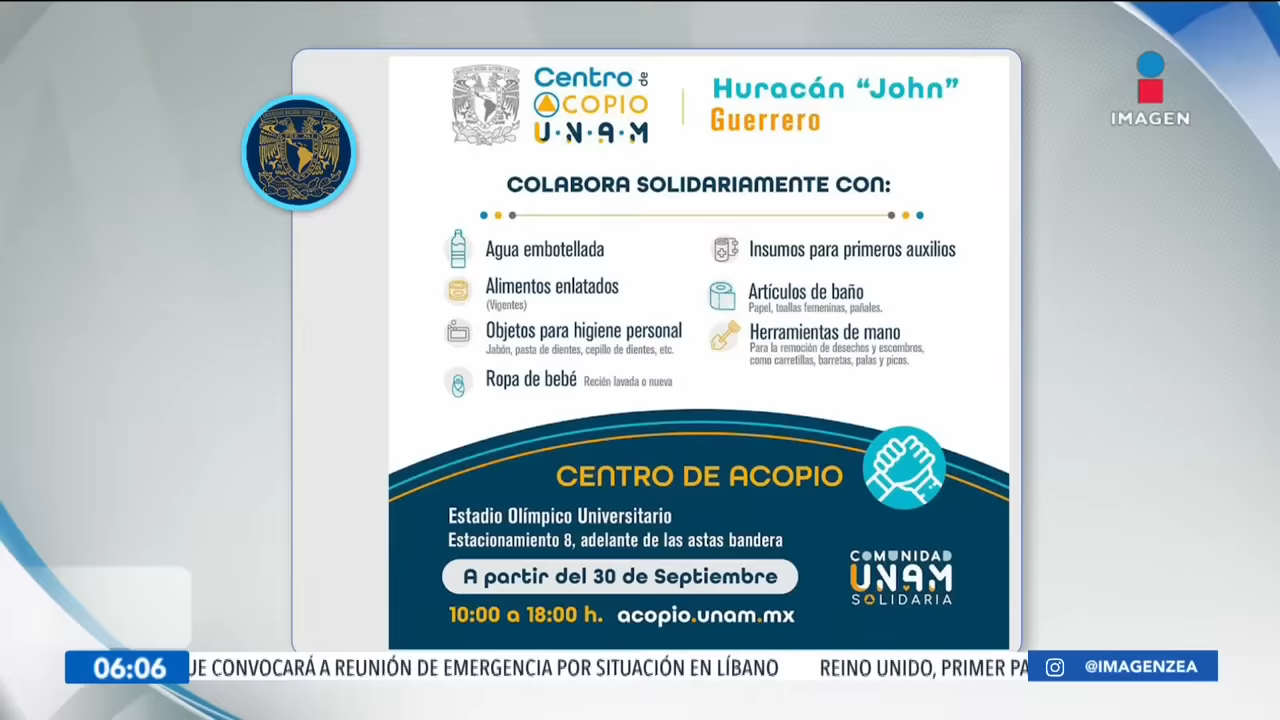 Centro de
ACOPIO
U·N·A·M
Huracán “John”
Guerrero
IMAGEN
COLABORA SOLIDARIAMENTE CON:
Agua embotellada
Alimentos enlatados
(Vigentes)
Objetos para higiene personal
Jabón, pasta de dientes, cepillo de dientes, etc.
Ropa de bebé Recién lavada o nueva
Insumos para primeros auxilios
Artículos de baño
Papel, toallas femeninas, pañales.
Herramientas de mano
Para la remoción de desechos y escombros,
como carretillas, barretas, palas y picos.
CENTRO DE ACOPIO
Estadio Olímpico Universitario
Estacionamiento 8, adelante de las astas bandera
A partir del 30 de Septiembre
10:00 a 18:00 h. acopio.unam.mx
COMUNIDAD
UNAM
SOLIDARIA
06:06
UE CONVOCARÁ A REUNIÓN DE EMERGENCIA POR SITUACIÓN EN LÍBANO REINO UNIDO, PRIMER PA
@IMAGENZEA